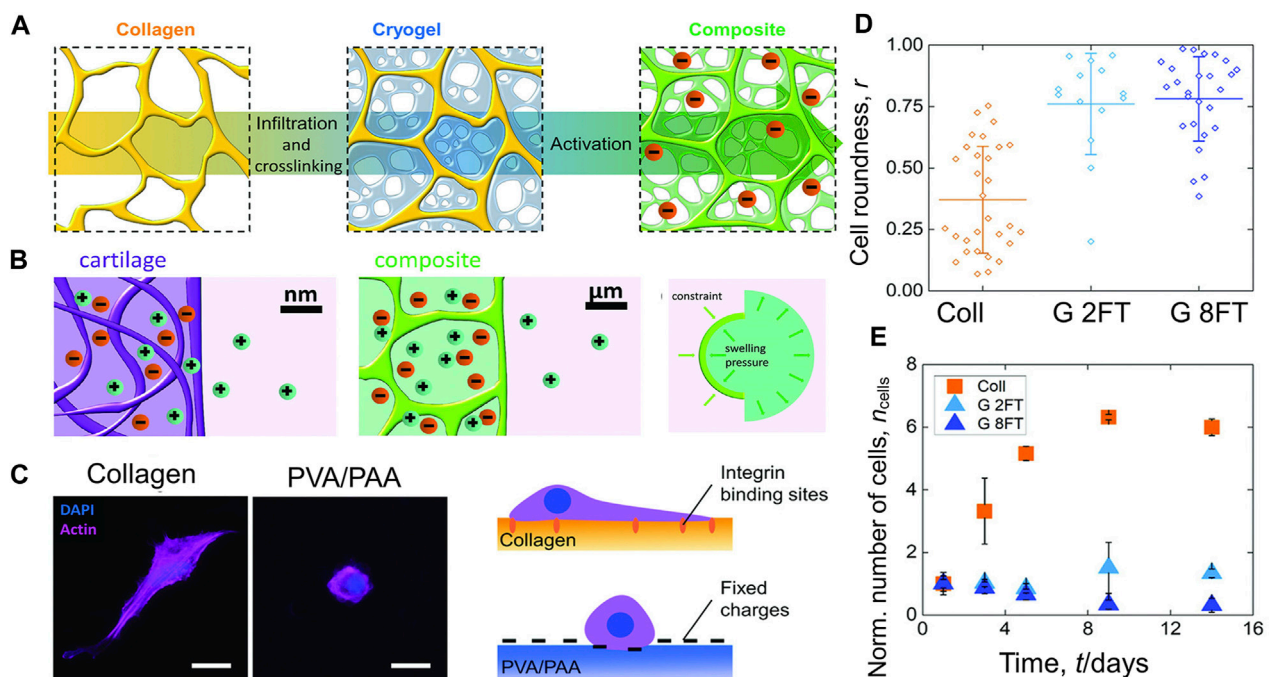 A
Collagen
Cryogel
Composite
Infiltration
and
crosslinking
Activation
B
cartilage
nm
composite
µm
constraint
swelling
pressure
C
Collagen
PVA/PAA
DAPI
Actin
Integrin
binding sites
Collagen
Fixed
charges
PVA/PAA
D
Cell roundness, r
1.00
0.75
0.50
0.25
0.00
Coll
G 2FT
G 8FT
E
Norm. number of cells, ncells
8
6
4
2
0
Coll
G 2FT
G 8FT
0
4
8
12
16
Time, t/days